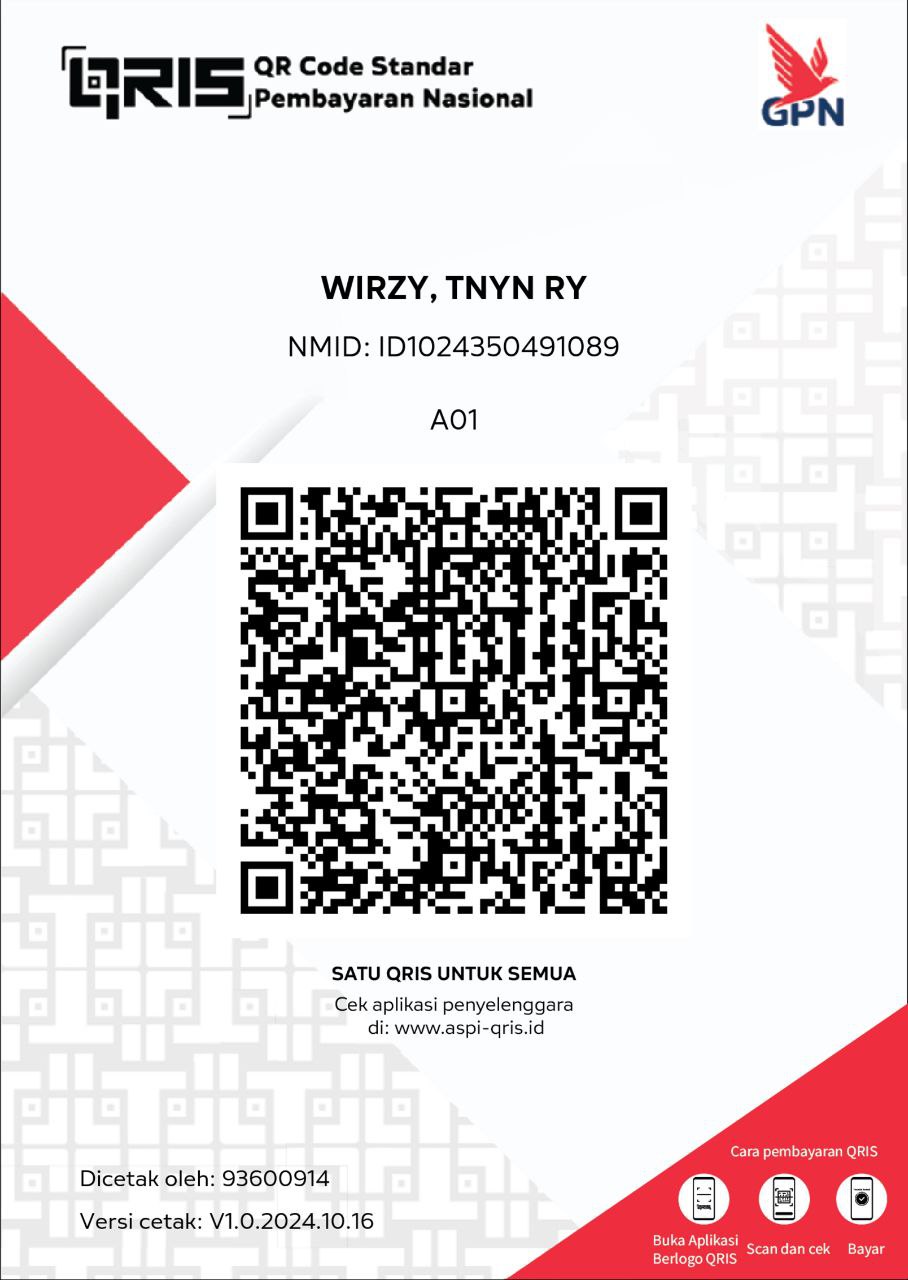 QRIS
QR Code Standar
Pembayaran Nasional
GPN
WIRZY, TNYN RY
NMID: ID1024350491089
A01
SATU QRIS UNTUK SEMUA
Cek aplikasi penyelenggara
di: www.aspi-qris.id
Dicetak oleh: 93600914
Versi cetak: V1.0.2024.10.16
Cara pembayaran QRIS
Buka Aplikasi
Berlogo QRIS
Scan dan cek
Bayar